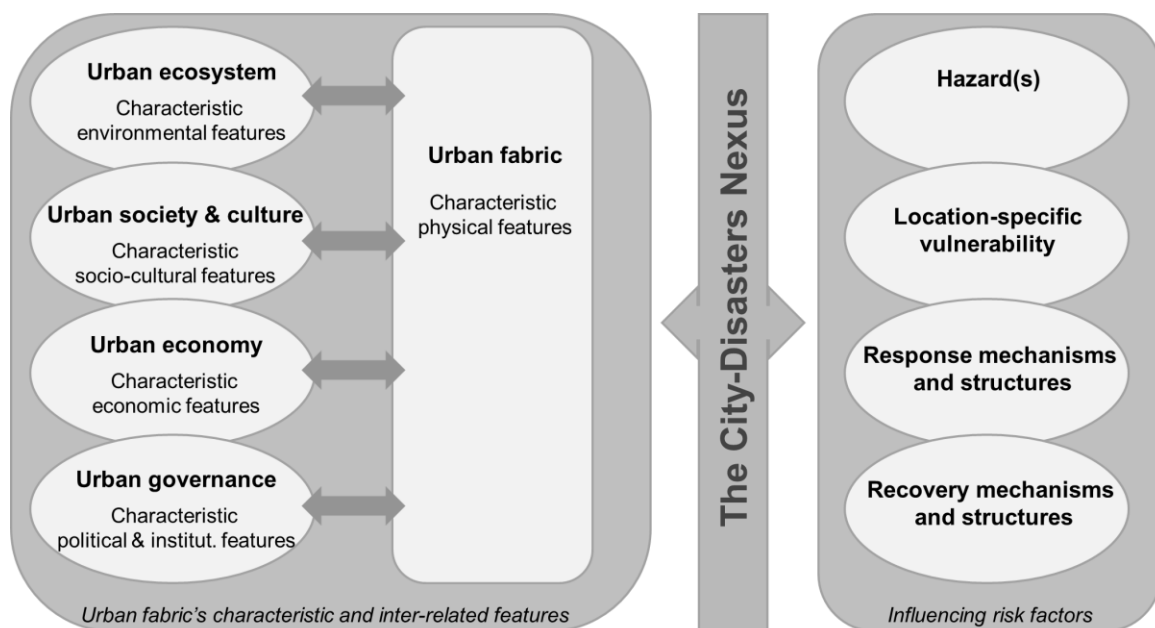 Urban ecosystem
Characteristic
environmental features
Urban society & culture
Characteristic
socio-cultural features
Urban economy
Characteristic
economic features
Urban governance
Characteristic
political & institut. features
Urban fabric
Characteristic
physical features
Urban fabric's characteristic and inter-related features
The City-Disasters Nexus
Hazard(s)
Location-specific
vulnerability
Response mechanisms
and structures
Recovery mechanisms
and structures
Influencing risk factors